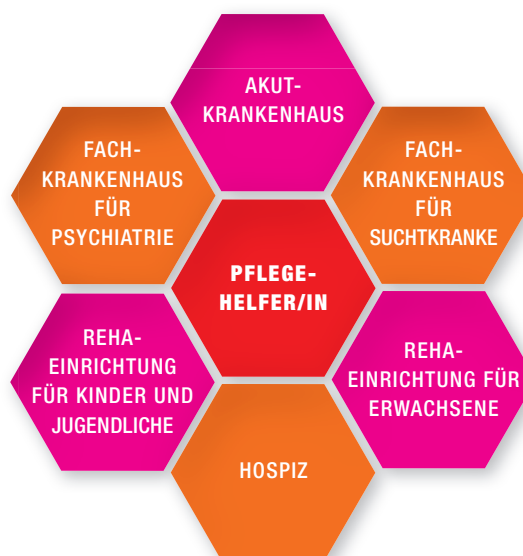 AKUT-
KRANKENHAUS
FACH-
KRANKENHAUS
FÜR
PSYCHIATRIE
FACH-
KRANKENHAUS
FÜR
SUCHTKRANKE
PFLEGE-
HELFER/IN
REHA-
EINRICHTUNG
FÜR KINDER UND
JUGENDLICHE
REHA-
EINRICHTUNG FÜR
ERWACHSENE
HOSPIZ